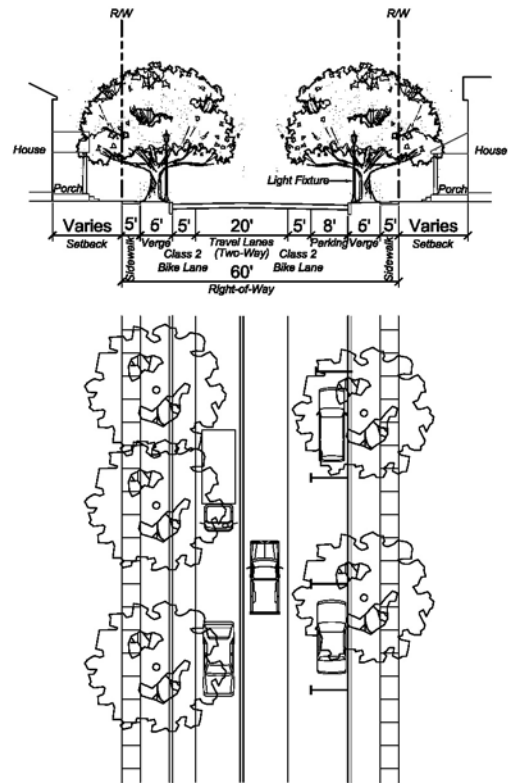 R/W R/W
House House
Light Fixture
Porch Porch
Varies 5' 6' 5' 20' 5' 8' 6' 5' Varies
Setback Sidewalk Verge Travel Lanes Parking Verge Sidewalk Setback
Class 2 (Two-Way) Class 2
Bike Lane Bike Lane
60'
Right-of-Way